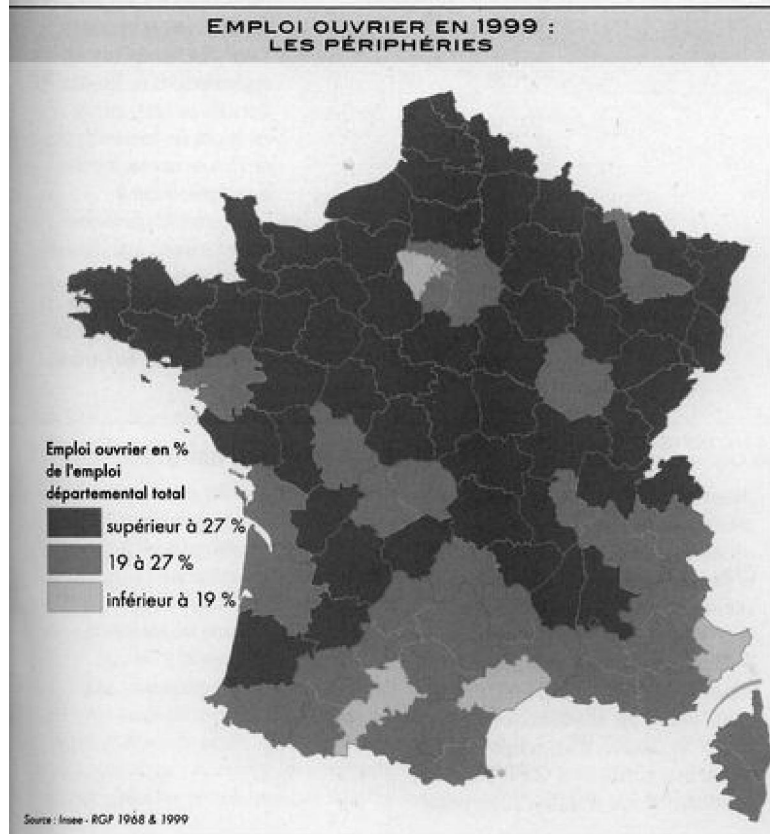 EMPLOI OUVRIER EN 1999 :
LES PÉRIPHÉRIES
Emploi ouvrier en %
de l'emploi
départemental total
supérieur à 27 %
19 à 27 %
inférieur à 19 %
Source : Insee - RGP 1968 & 1999